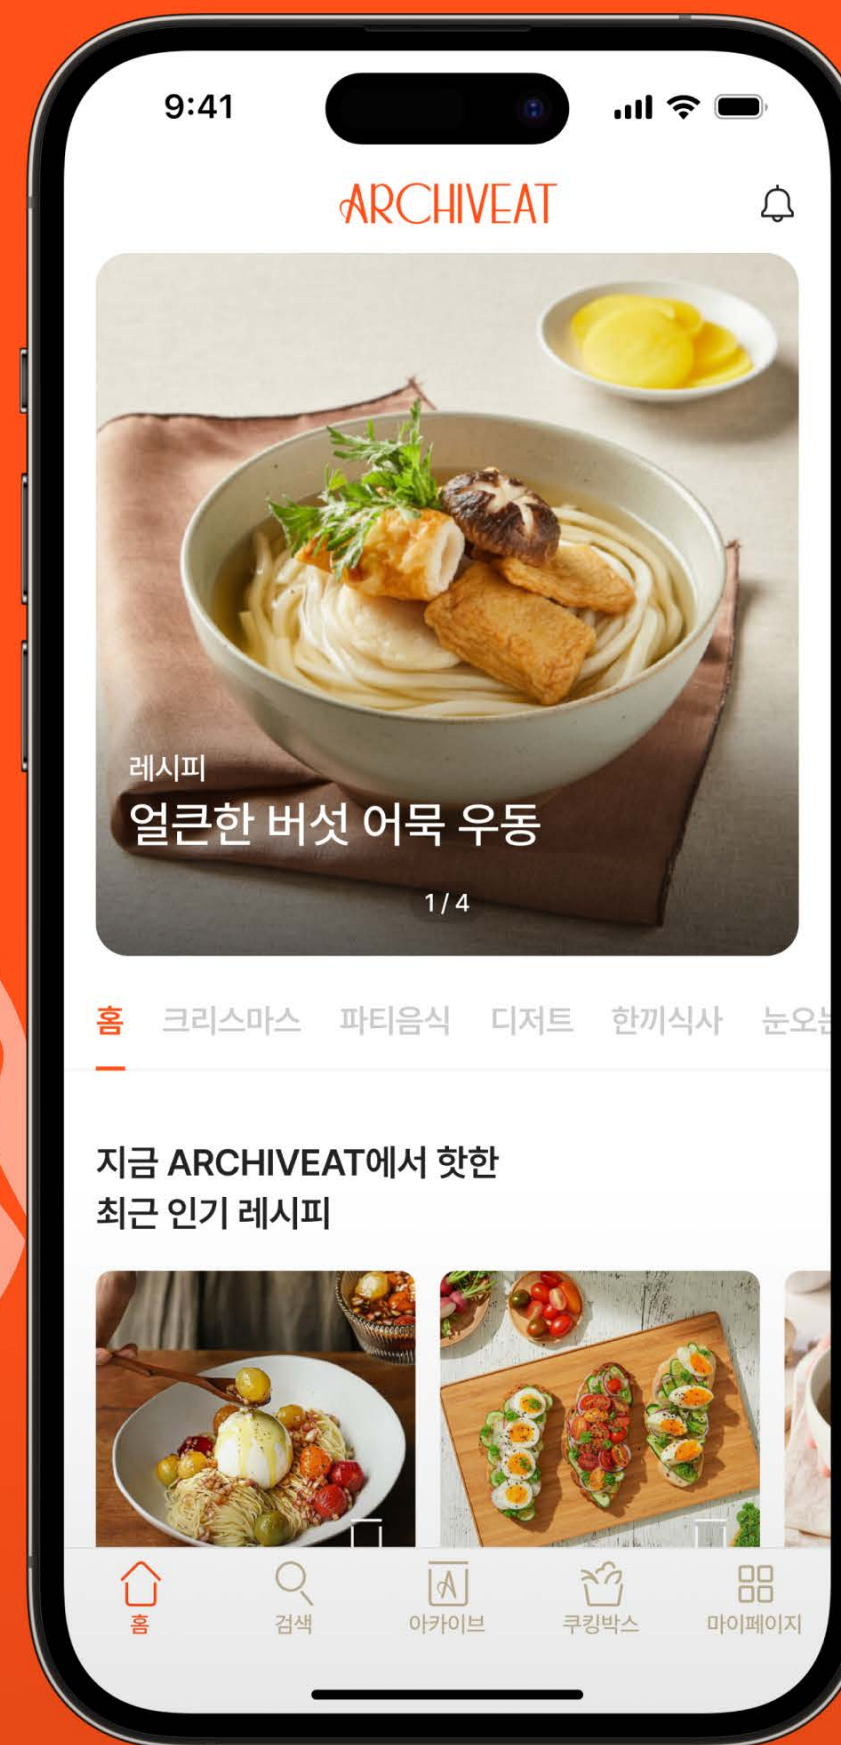 9:41
ARCHIVEAT
레시피
얼큰한 버섯 어묵 우동
1 / 4
홈 크리스마스 파티음식 디저트 한끼식사 눈오는
지금 ARCHIVEAT에서 핫한
최근 인기 레시피
A
홈 검색 아카이브 쿠킹박스 마이페이지